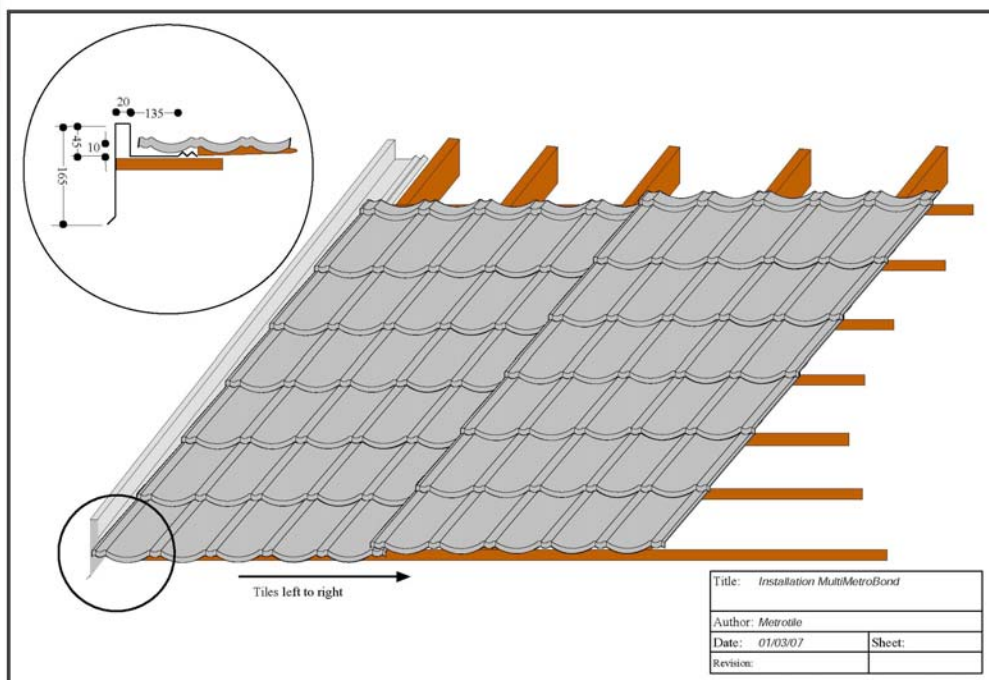 20
135
45
10
165
Tiles left to right
Title: Installation MultiMetroBond
Author: Metrotile
Date: 01/03/07 Sheet:
Revision: